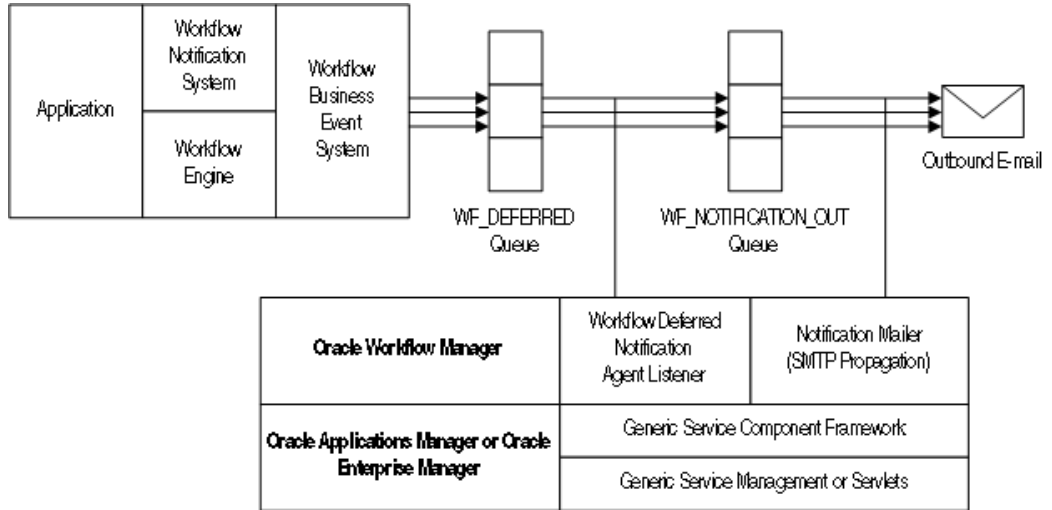 Application
Workflow
Notification
System
Workflow
Engine
Workflow
Business
Event
System
WF_DEFERRED
Queue
WF_NOTIFICATION_OUT
Queue
Outbound E-mail
Oracle Workflow Manager
Workflow Deferred
Notification
Agent Listener
Notification Mailer
(SMTP Propagation)
Oracle Applications Manager or Oracle
Enterprise Manager
Generic Service Component Framework
Generic Service Management or Servlets